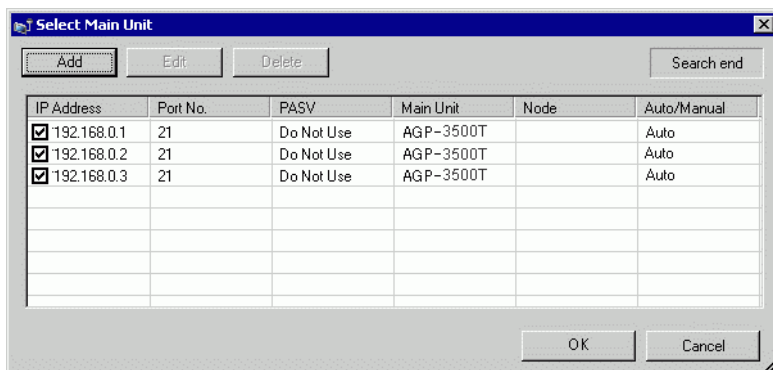 Select Main Unit
Add Edit Delete Search end
IP Address Port No. PASV Main Unit Node Auto/Manual
192.168.0.1 21 Do Not Use AGP-3500T Auto
192.168.0.2 21 Do Not Use AGP-3500T Auto
192.168.0.3 21 Do Not Use AGP-3500T Auto
OK Cancel